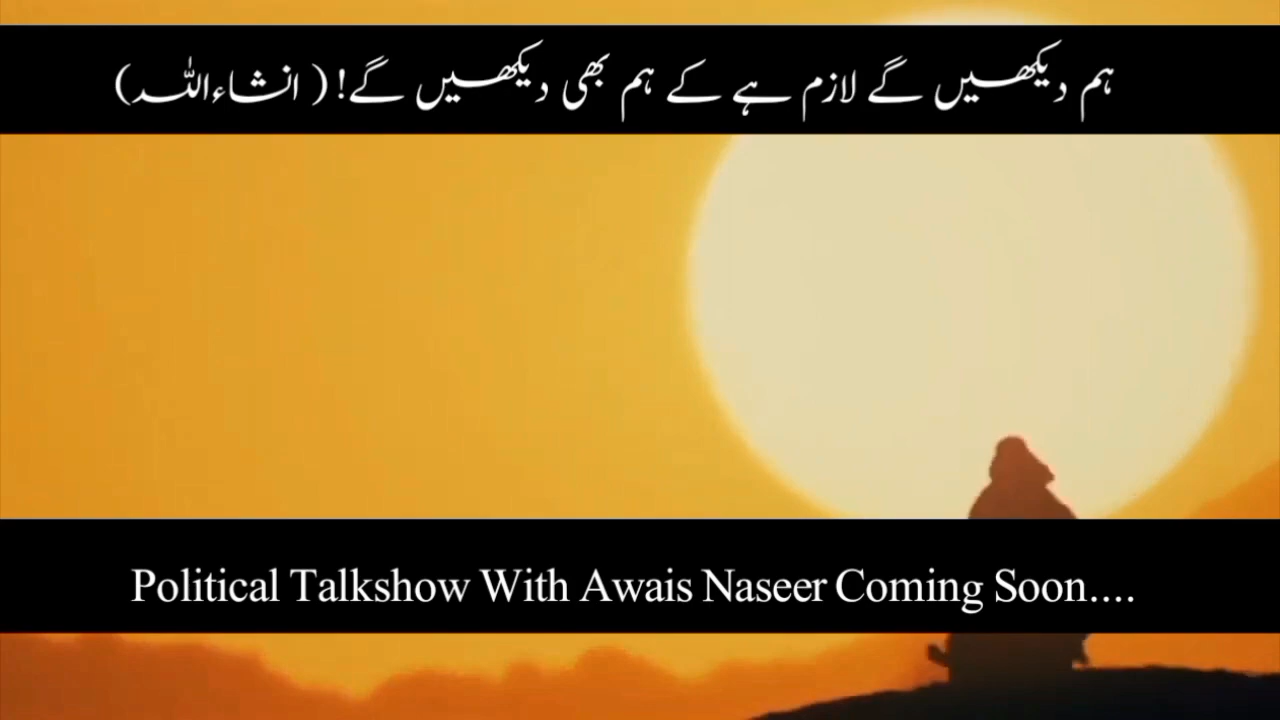 ہم دیکھیں گے لازم ہے کے ہم بھی دیکھیں گے! ( انشاءاللہ)
Political Talkshow With Awais Naseer Coming Soon....